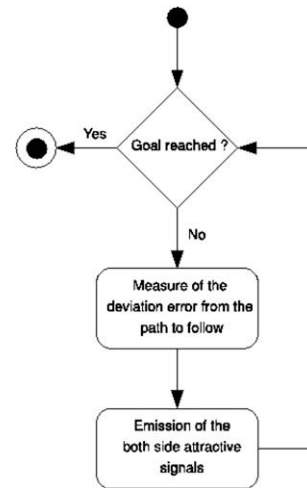 Goal reached ?
Yes
No
Measure of the
deviation error from the
path to follow
Emission of the
both side attractive
signals